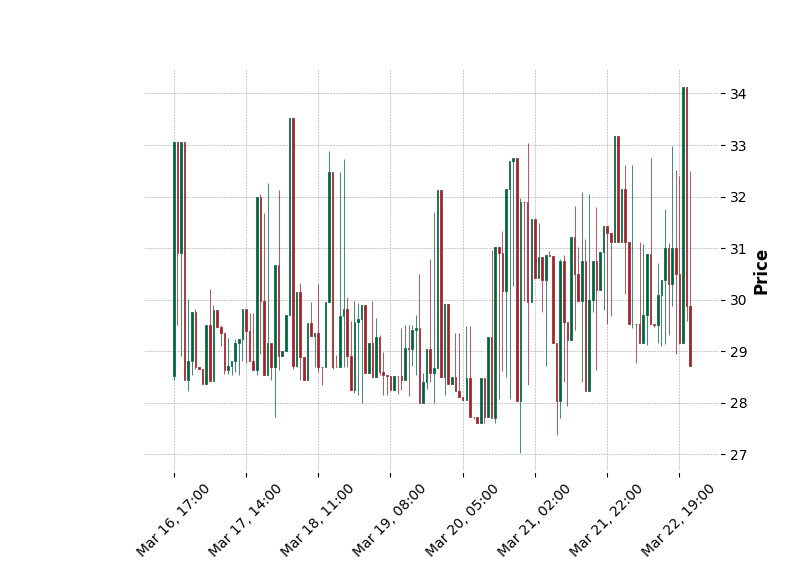 34
33
32
31
30
29
28
27
Price
Mar 16, 17:00
Mar 17, 14:00
Mar 18, 11:00
Mar 19, 08:00
Mar 20, 05:00
Mar 21, 02:00
Mar 21, 22:00
Mar 22, 19:00